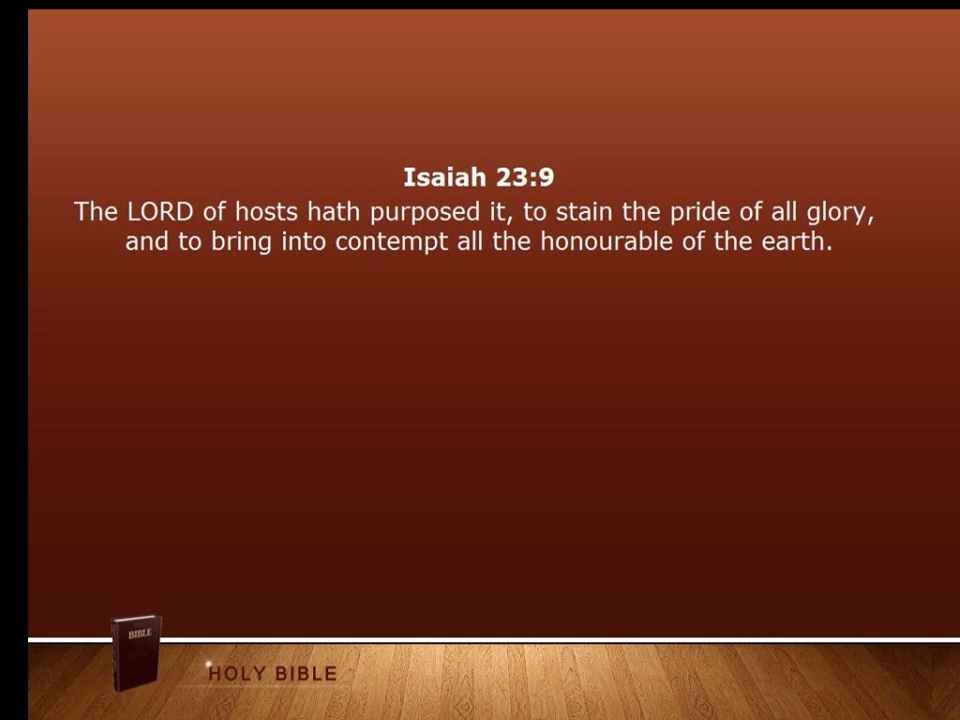 Isaiah 23:9
The LORD of hosts hath purposed it, to stain the pride of all glory,
and to bring into contempt all the honourable of the earth.
BIBLE
HOLY BIBLE